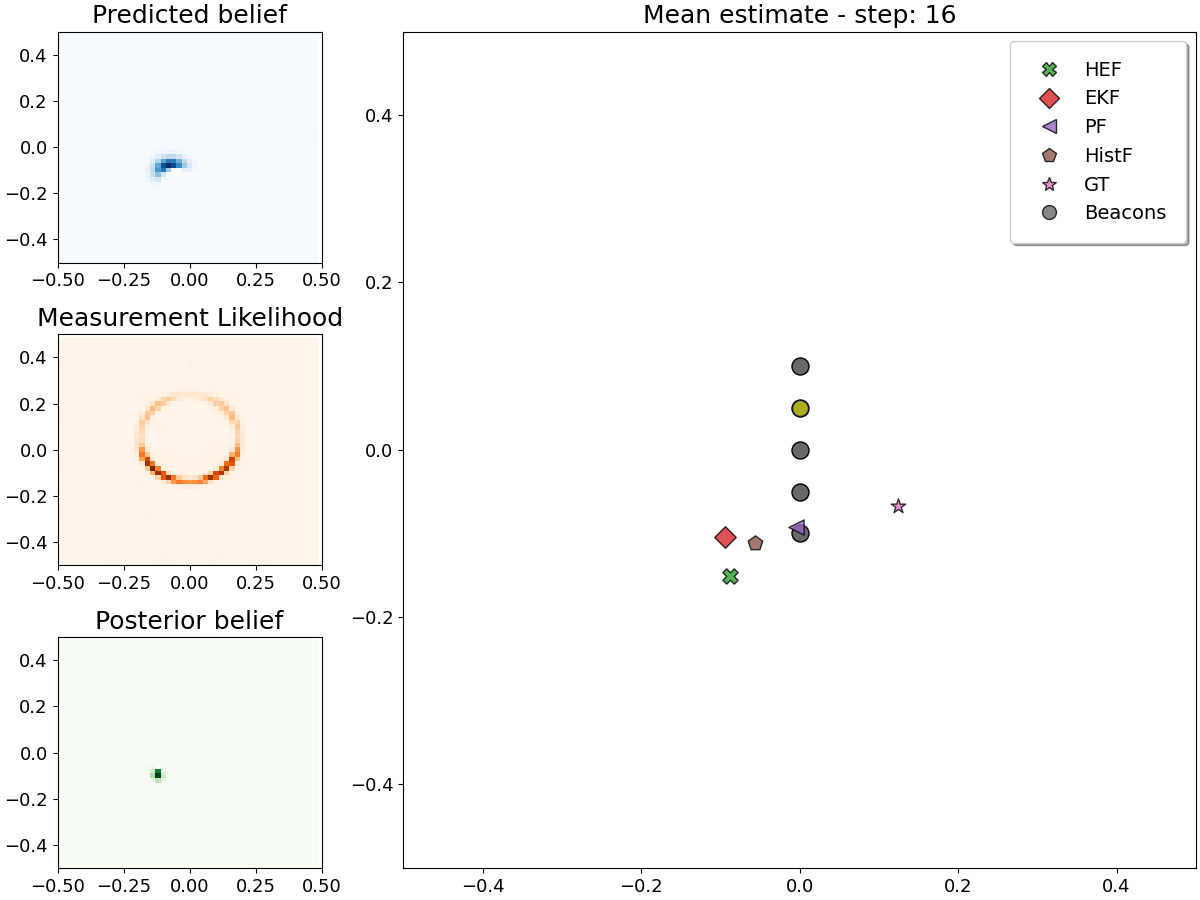 Predicted belief
0.4
0.2
0.0
−0.2
−0.4
−0.50 −0.25 0.00 0.25 0.50
Measurement Likelihood
0.4
0.2
0.0
−0.2
−0.4
−0.50 −0.25 0.00 0.25 0.50
Posterior belief
0.4
0.2
0.0
−0.2
−0.4
−0.50 −0.25 0.00 0.25 0.50
Mean estimate - step: 16
HEF
EKF
PF
HistF
GT
Beacons
0.4
0.2
0.0
−0.2
−0.4
−0.4 −0.2 0.0 0.2 0.4